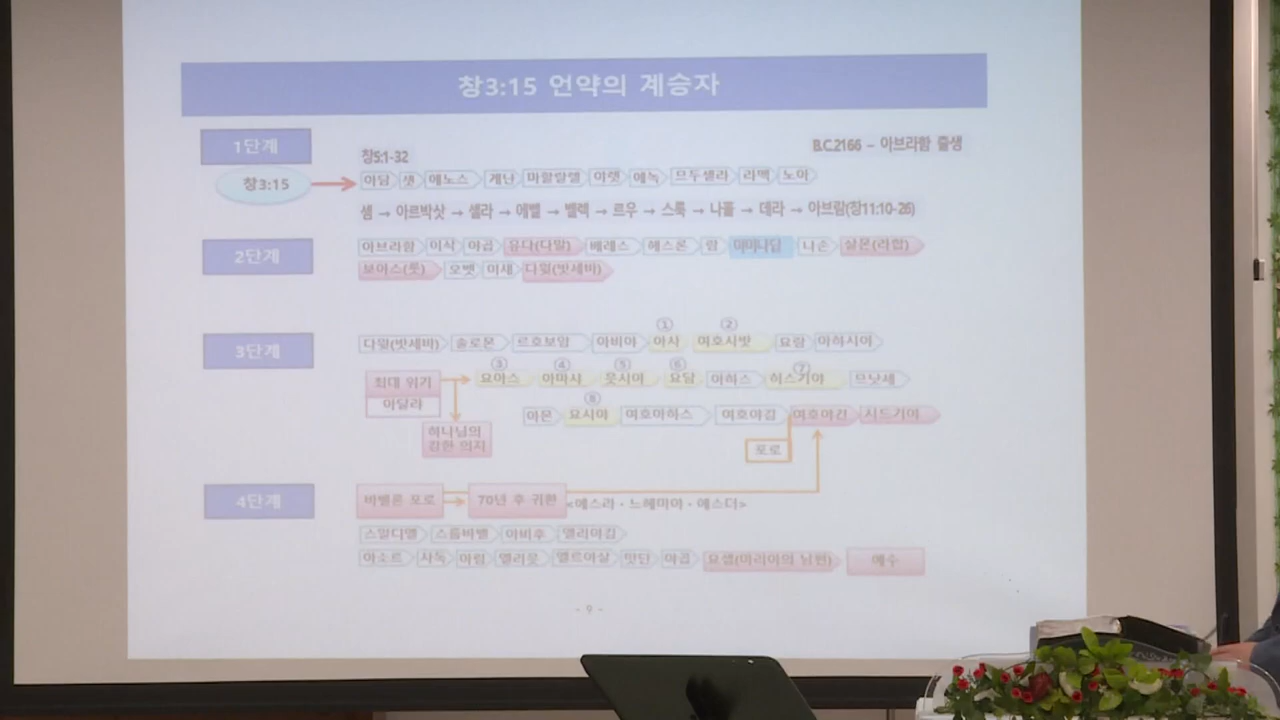 창3:15 언약의 계승자
1단계
창5:1-32
B.C.2166 - 이브라함 출생
창3:15
아담 셋 에노스 게난 마할랄렐 야렛 에녹 므두셀라 라멕 노아
셈 → 아르박삿 → 셀라 → 에벨 → 벨렉 → 르우 → 스룩 → 나홀 → 데라 → 아브람(창11:10-26)
2단계
아브라함 이삭 야곱 유다(다말) 베레스 헤스론 람 아미나답 나손 살몬(라합)
보아스(룻) 오벳 이새 다윗(밧세바)
① ②
3단계
다윗(밧세바) 솔로몬 르호보암 아비야 아사 여호사밧 요람 아하시야
③ ④ ⑤ ⑥ ⑦
최대 위기 요아스 아마샤 웃시야 요담 아하스 히스기야 므낫세
아달랴
⑧
아몬 요시야 여호아하스 여호야김 여호야긴 시드기야
하나님의
강한 의지
포로
4단계
바벨론 포로 70년 후 귀환 <에스라 · 느헤미야 · 에스더>
스알디엘 스룹바벨 아비후 엘리아김
아소르 사독 아킴 엘리웃 엘르아살 맛단 야곱 요셉(마리아의 남편) 예수
- 9 -